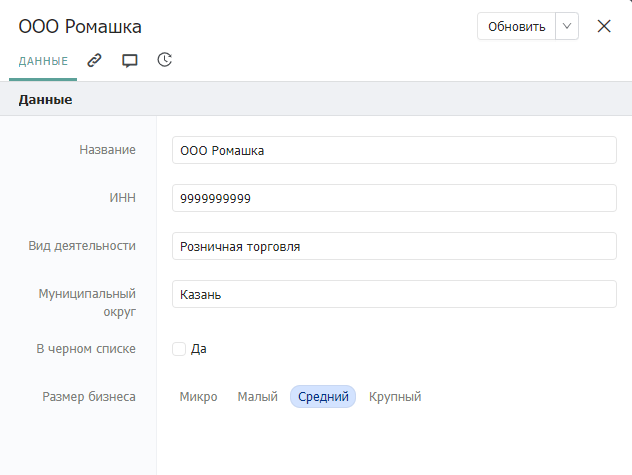 ООО Ромашка
Обновить
ДАННЫЕ
Данные
Название
ООО Ромашка
ИНН
9999999999
Вид деятельности
Розничная торговля
Муниципальный
округ
Казань
В черном списке
Да
Размер бизнеса
Микро Малый Средний Крупный